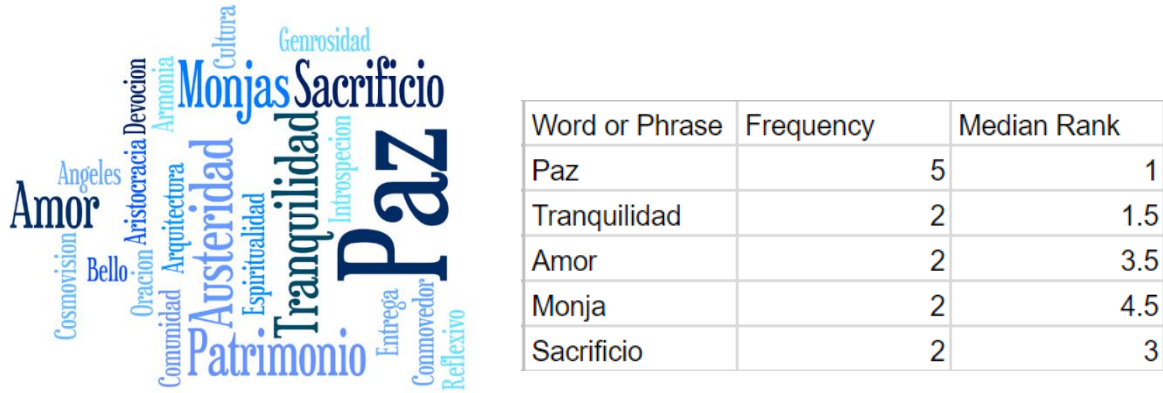 Cultura
Genrosidad
Armonia
Monjas
Sacrificio
Devocion
Aristocracia
Angeles
Amor
Arquitectura
Austeridad
Espiritualidad
Tranquilidad
Introspecion
Paz
Cosmovision
Bello
Oracion
Comunidad
Patrimonio
Entrega
Conmovedor
Reflexivo
Word or Phrase Frequency Median Rank
Paz 5 1
Tranquilidad 2 1.5
Amor 2 3.5
Monja 2 4.5
Sacrificio 2 3